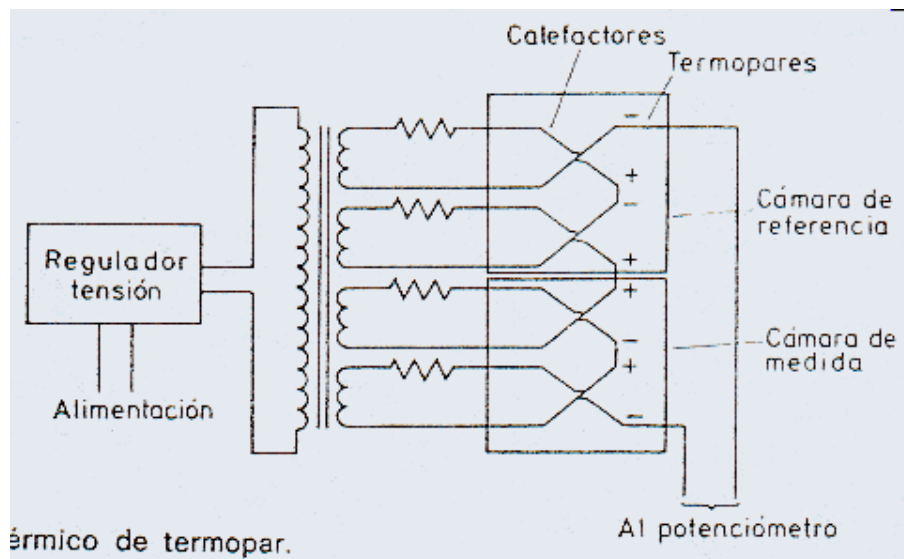 Calefactores
Termopares
−
+
−
+
+
−
+
−
Cámara de
referencia
Regulador
tensión
Cámara de
medida
Alimentación
Al potenciómetro
érmico de termopar.